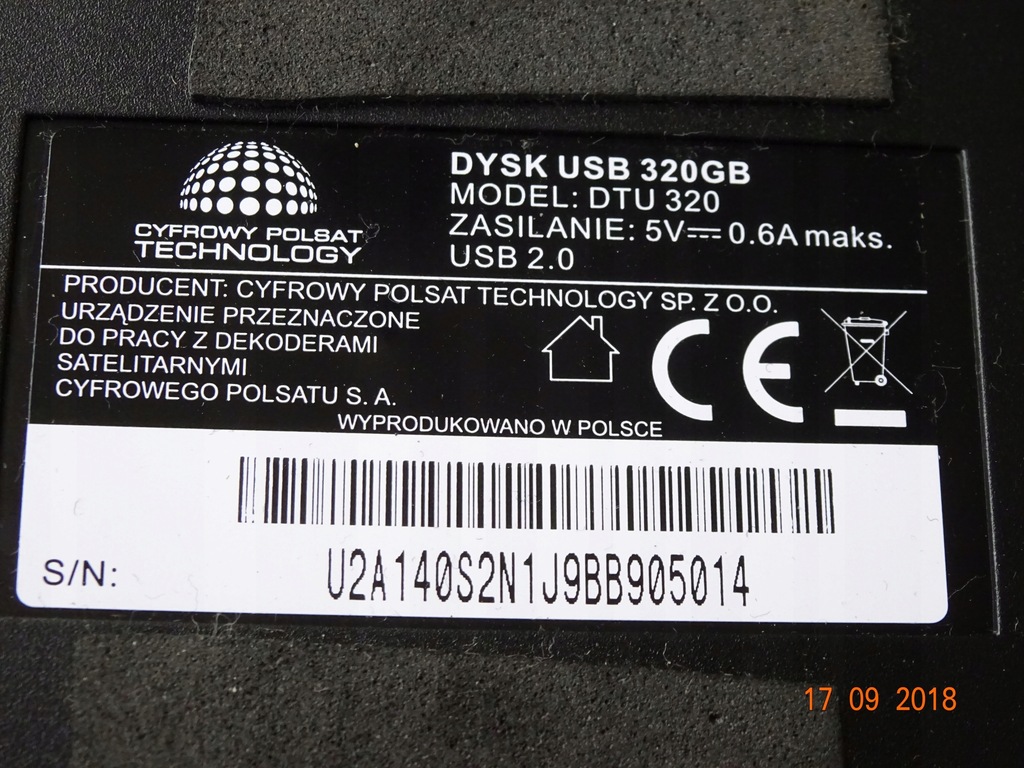 CYFROWY POLSAT
TECHNOLOGY
DYSK USB 320GB
MODEL: DTU 320
ZASILANIE: 5V⎓ 0.6A maks.
USB 2.0
PRODUCENT: CYFROWY POLSAT TECHNOLOGY SP. Z O.O.
URZĄDZENIE PRZEZNACZONE
DO PRACY Z DEKODERAMI
SATELITARNYMI
CYFROWEGO POLSATU S. A.
CE
WYPRODUKOWANO W POLSCE
S/N: U2A140S2N1J9BB905014
17 09 2018